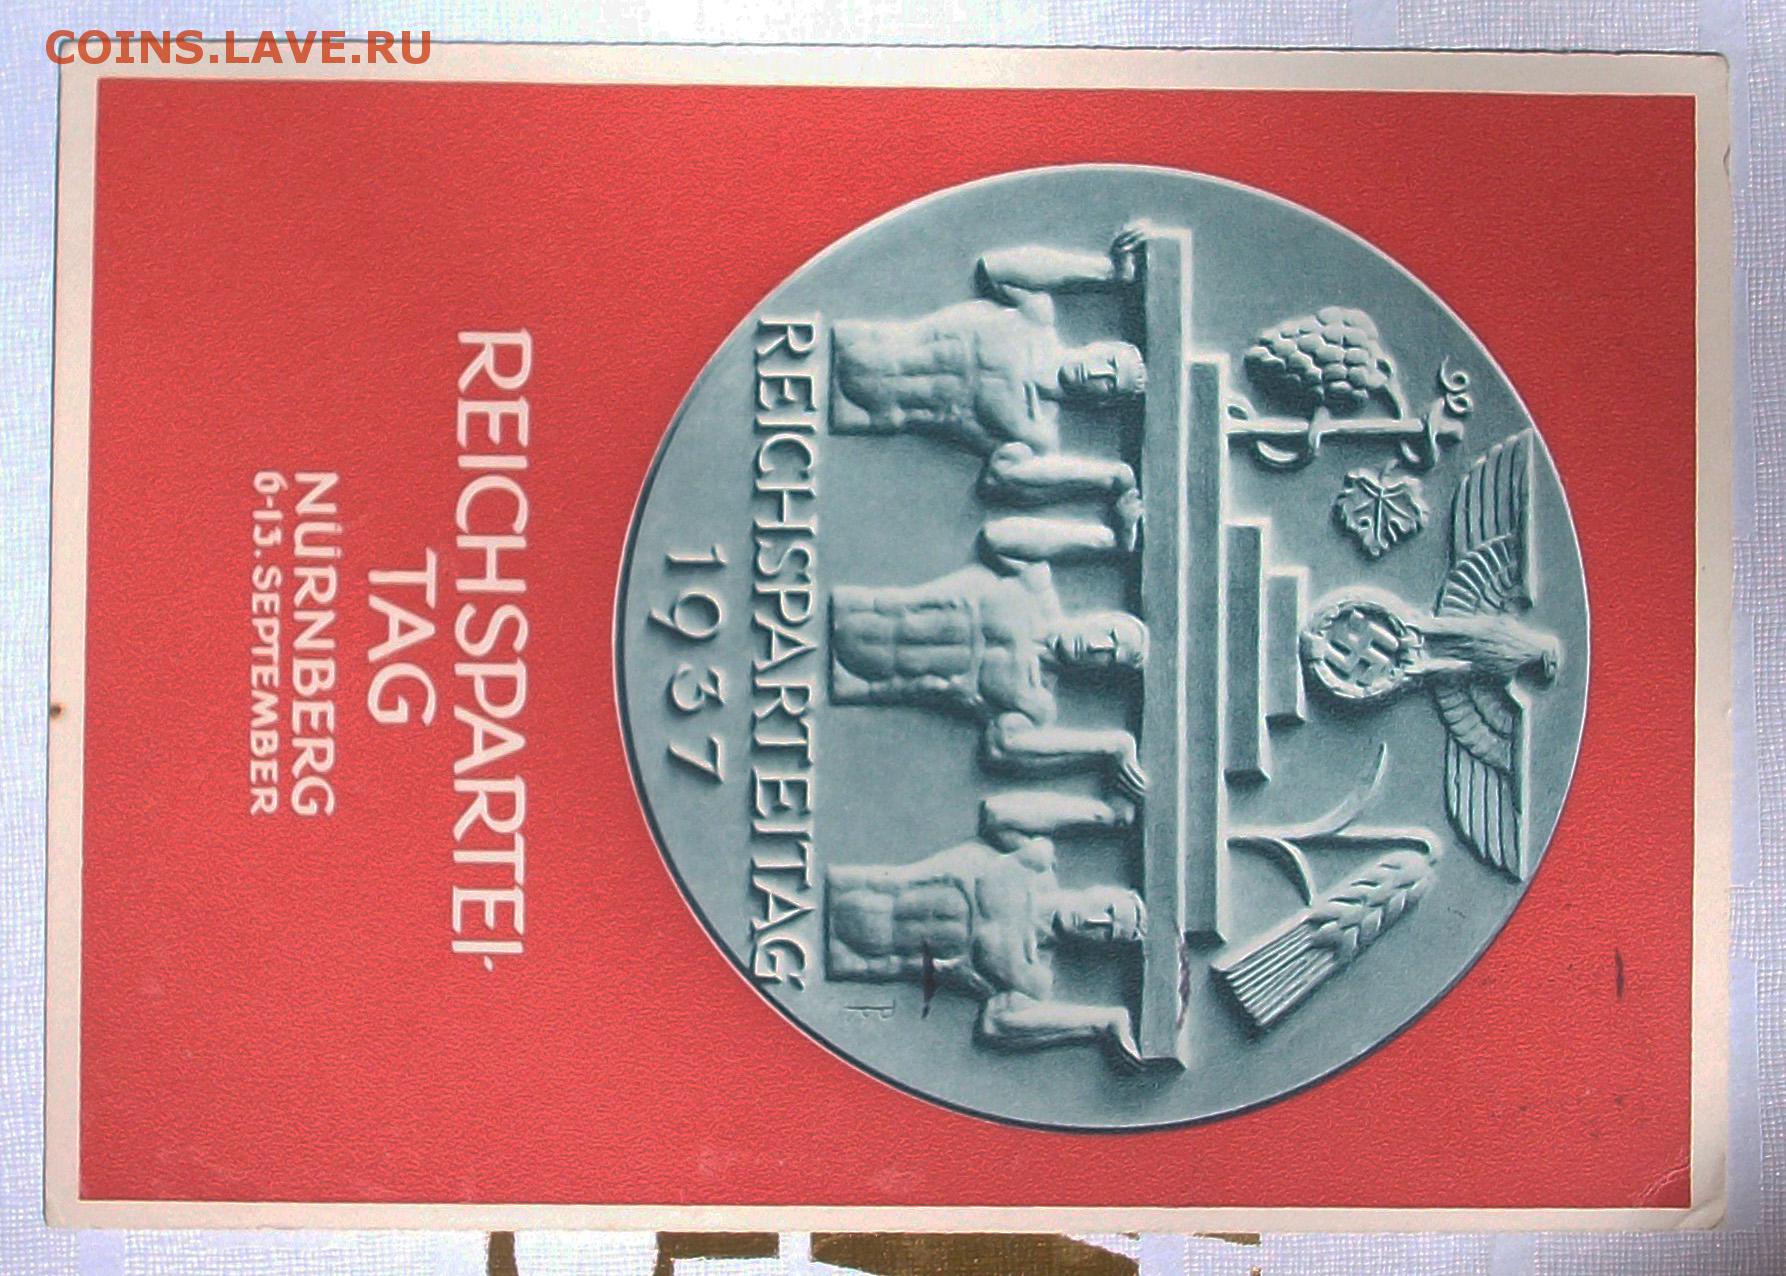 COINS.LAVE.RU
REICHSPARTEITAG
1937
REICHSPARTEI-
TAG
NÜRNBERG
6-13. SEPTEMBER